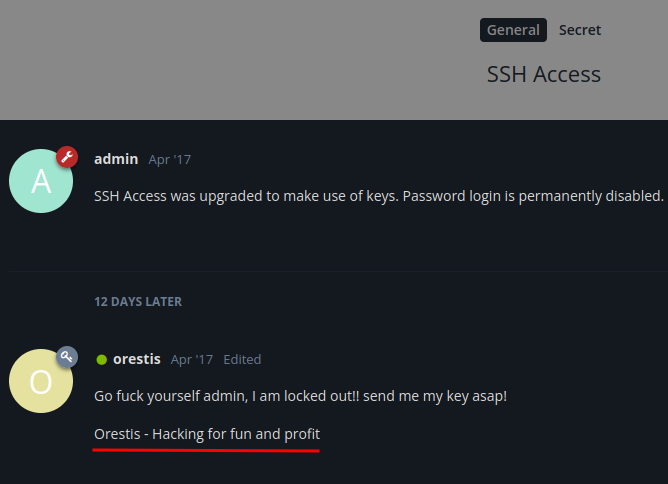 General Secret
SSH Access
A
admin Apr '17
SSH Access was upgraded to make use of keys. Password login is permanently disabled.
12 DAYS LATER
O
orestis Apr '17 Edited
Go fuck yourself admin, I am locked out!! send me my key asap!
Orestis - Hacking for fun and profit